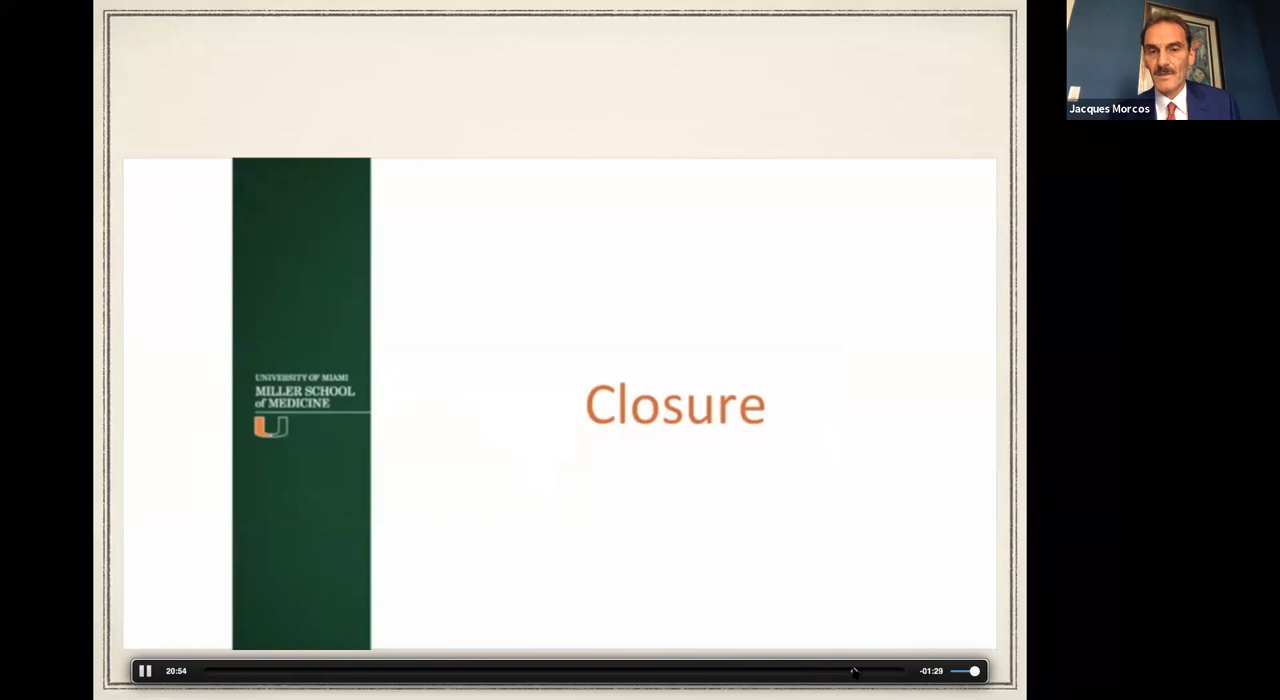 Jacques Morcos
UNIVERSITY OF MIAMI
MILLER SCHOOL
of MEDICINE
Closure
20:54
-01:29